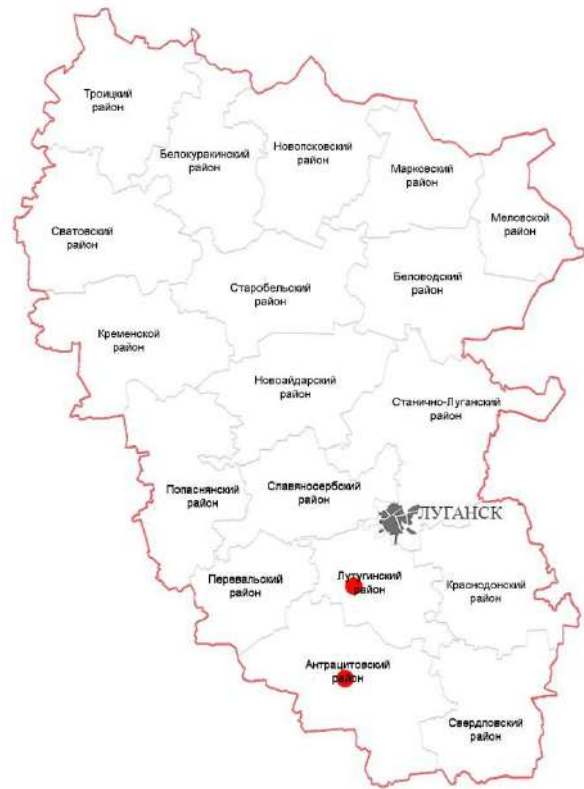 Троицкий
район
Белокуракинский
район
Новопсковский
район
Марковский
район
Меловской
район
Сватовский
район
Старобельский
район
Беловодский
район
Кременской
район
Новоайдарский
район
Станично-Луганский
район
Попаснянский
район
Славяносербский
район
ЛУГАНСК
Перевальский
район
Лутугинский
район
Краснодонский
район
Антрацитовский
район
Свердловский
район